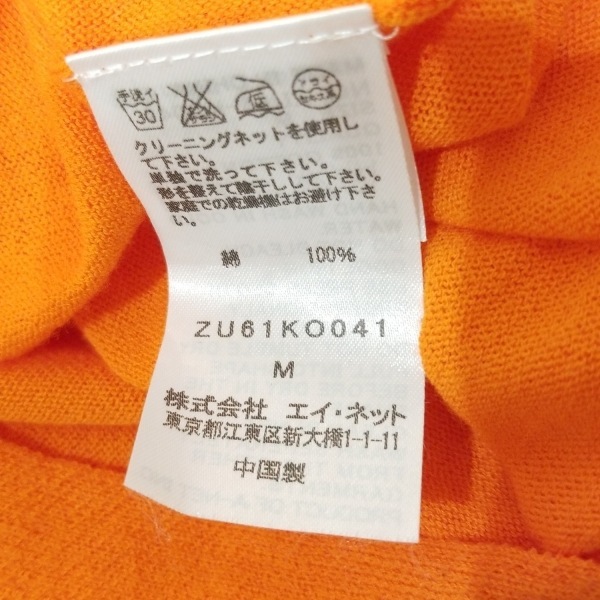 手洗イ
30
低
クリーニングネットを使用し
て下さい。
単独で洗って下さい。
形を整えて陰干しして下さい。
家庭での乾燥機はお避け下さ
い。
綿 100%
ZU61KO041
M
株式会社 エイ・ネット
東京都江東区新大橋1-1-11
中国製